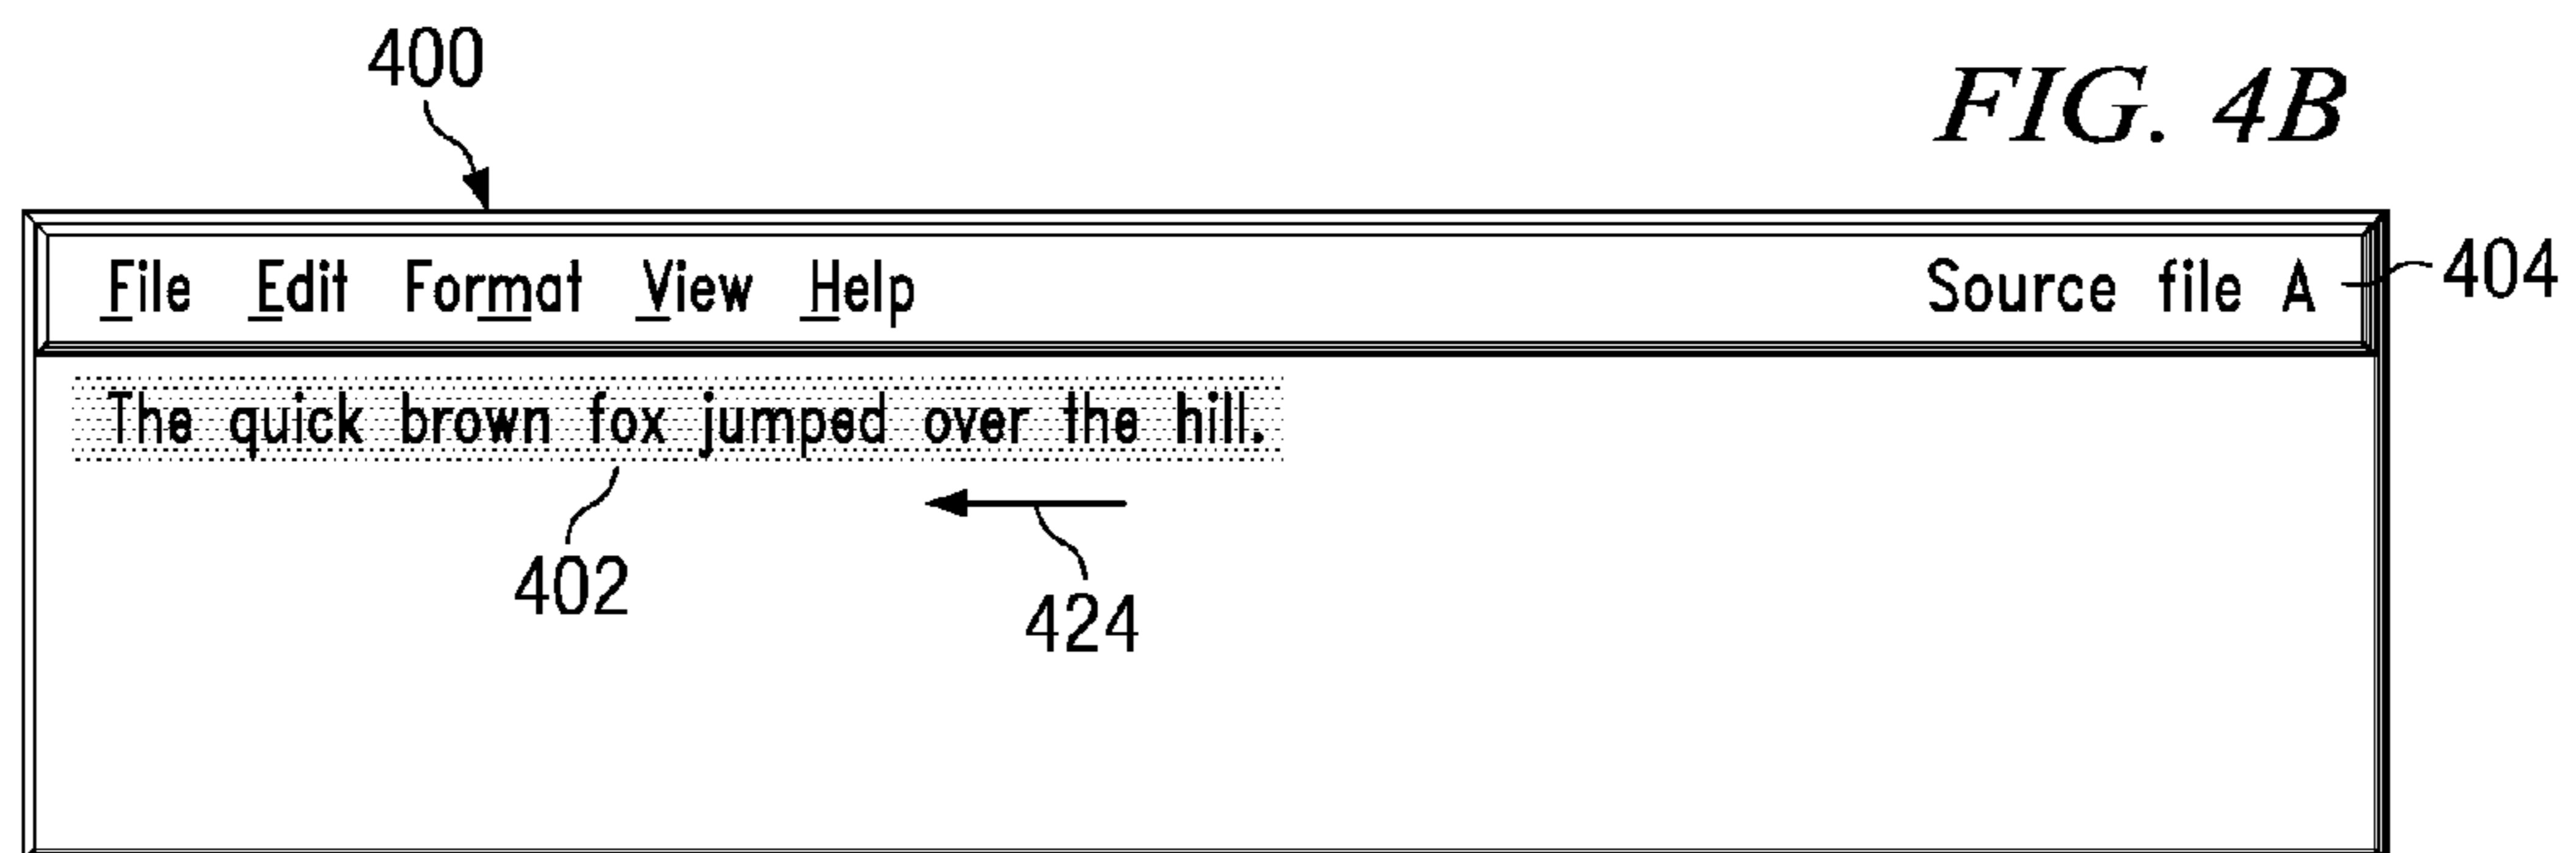 400
FIG. 4B
File Edit Format View Help Source file A 404
The quick brown fox jumped over the hill.
402
424